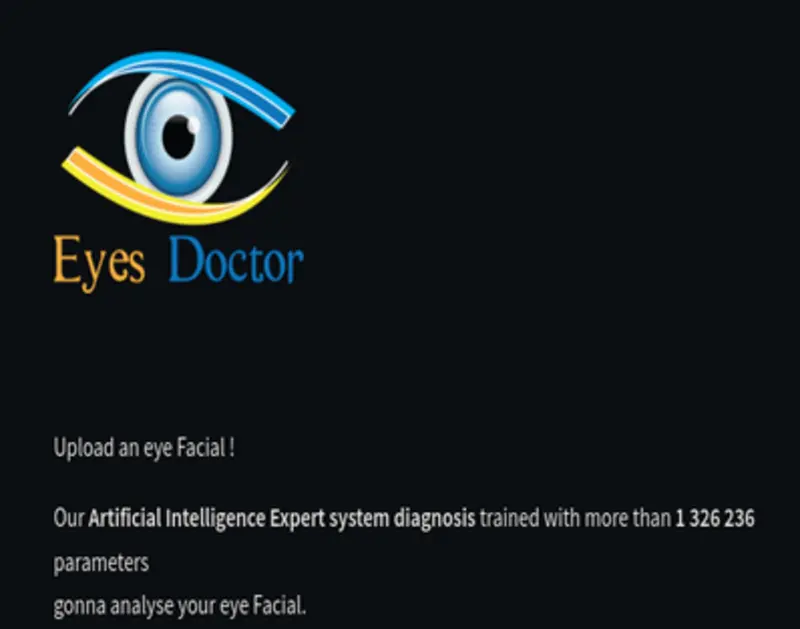 Eyes Doctor
Upload an eye Facial !
Our Artificial Intelligence Expert system diagnosis trained with more than 1 326 236
parameters
gonna analyse your eye Facial.